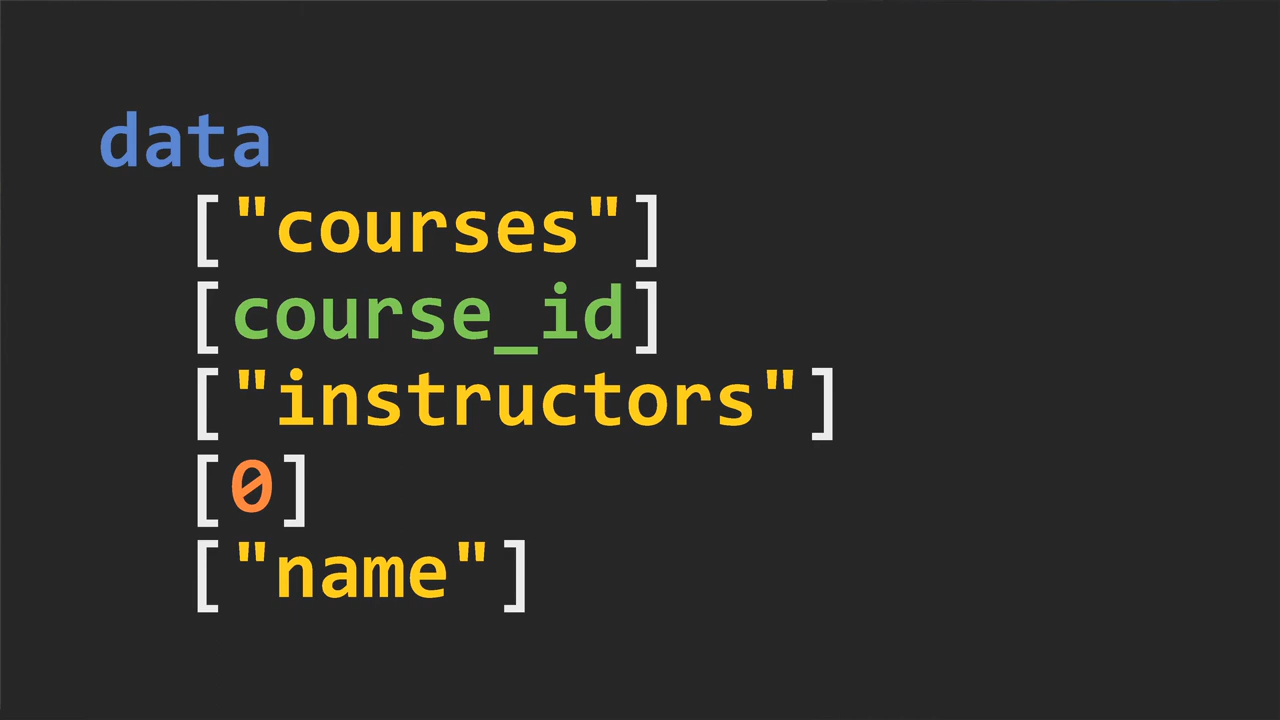 data
["courses"]
[course_id]
["instructors"]
[0]
["name"]